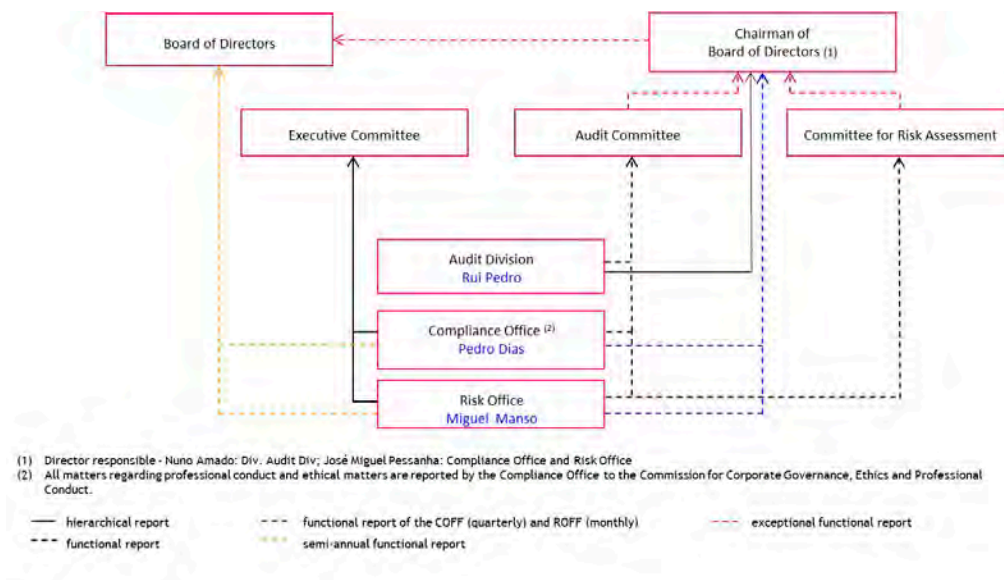 Board of Directors
Chairman of
Board of Directors (1)
Executive Committee
Audit Committee
Committee for Risk Assessment
Audit Division
Rui Pedro
Compliance Office (2)
Pedro Dias
Risk Office
Miguel Manso
(1) Director responsible - Nuno Amado: Div. Audit Div; José Miguel Pessanha: Compliance Office and Risk Office
(2) All matters regarding professional conduct and ethical matters are reported by the Compliance Office to the Commission for Corporate Governance, Ethics and Professional
Conduct.
hierarchical report
functional report of the COFF (quarterly) and ROFF (monthly)
exceptional functional report
functional report
semi-annual functional report